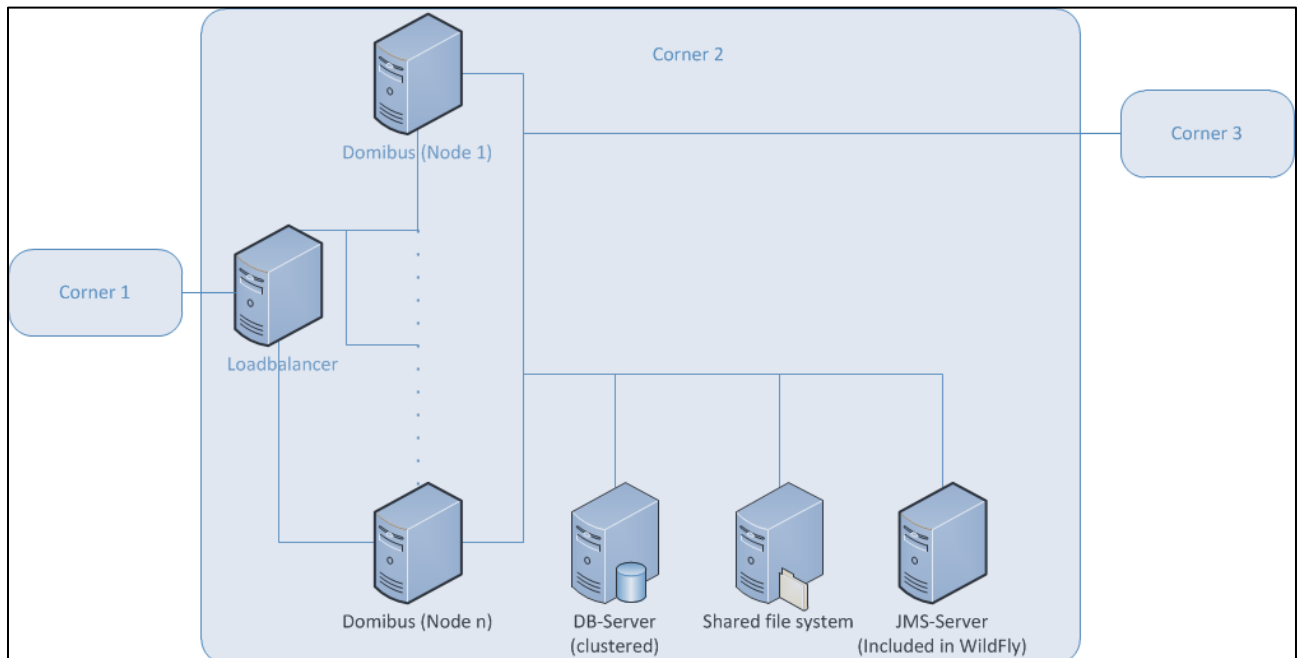 Corner 2
Domibus (Node 1)
Corner 3
Corner 1
Loadbalancer
Domibus (Node n)
DB-Server
(clustered)
Shared file system
JMS-Server
(Included in WildFly)